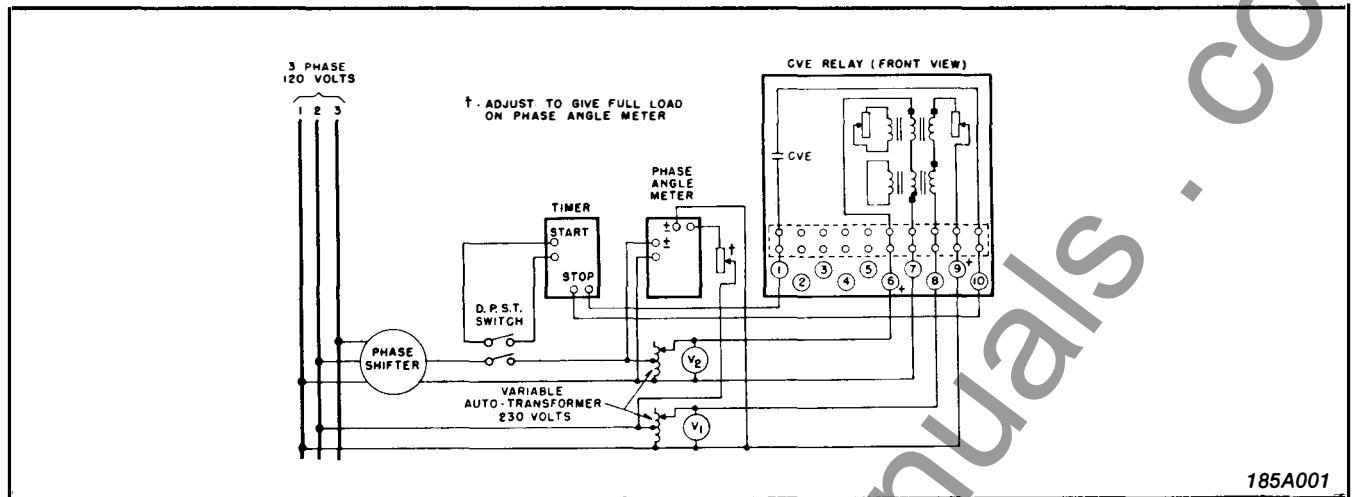 3 PHASE
120 VOLTS
1 2 3
† - ADJUST TO GIVE FULL LOAD
ON PHASE ANGLE METER
CVE RELAY (FRONT VIEW)
CVE
PHASE
ANGLE
METER
± 
±
†
TIMER
START
STOP
1 2 3 4 5 6 + 7 8 9 + 10
D.P.S.T.
SWITCH
PHASE
SHIFTER
V2
VARIABLE
AUTO-TRANSFORMER
230 VOLTS
V1
185A001
nuals . co